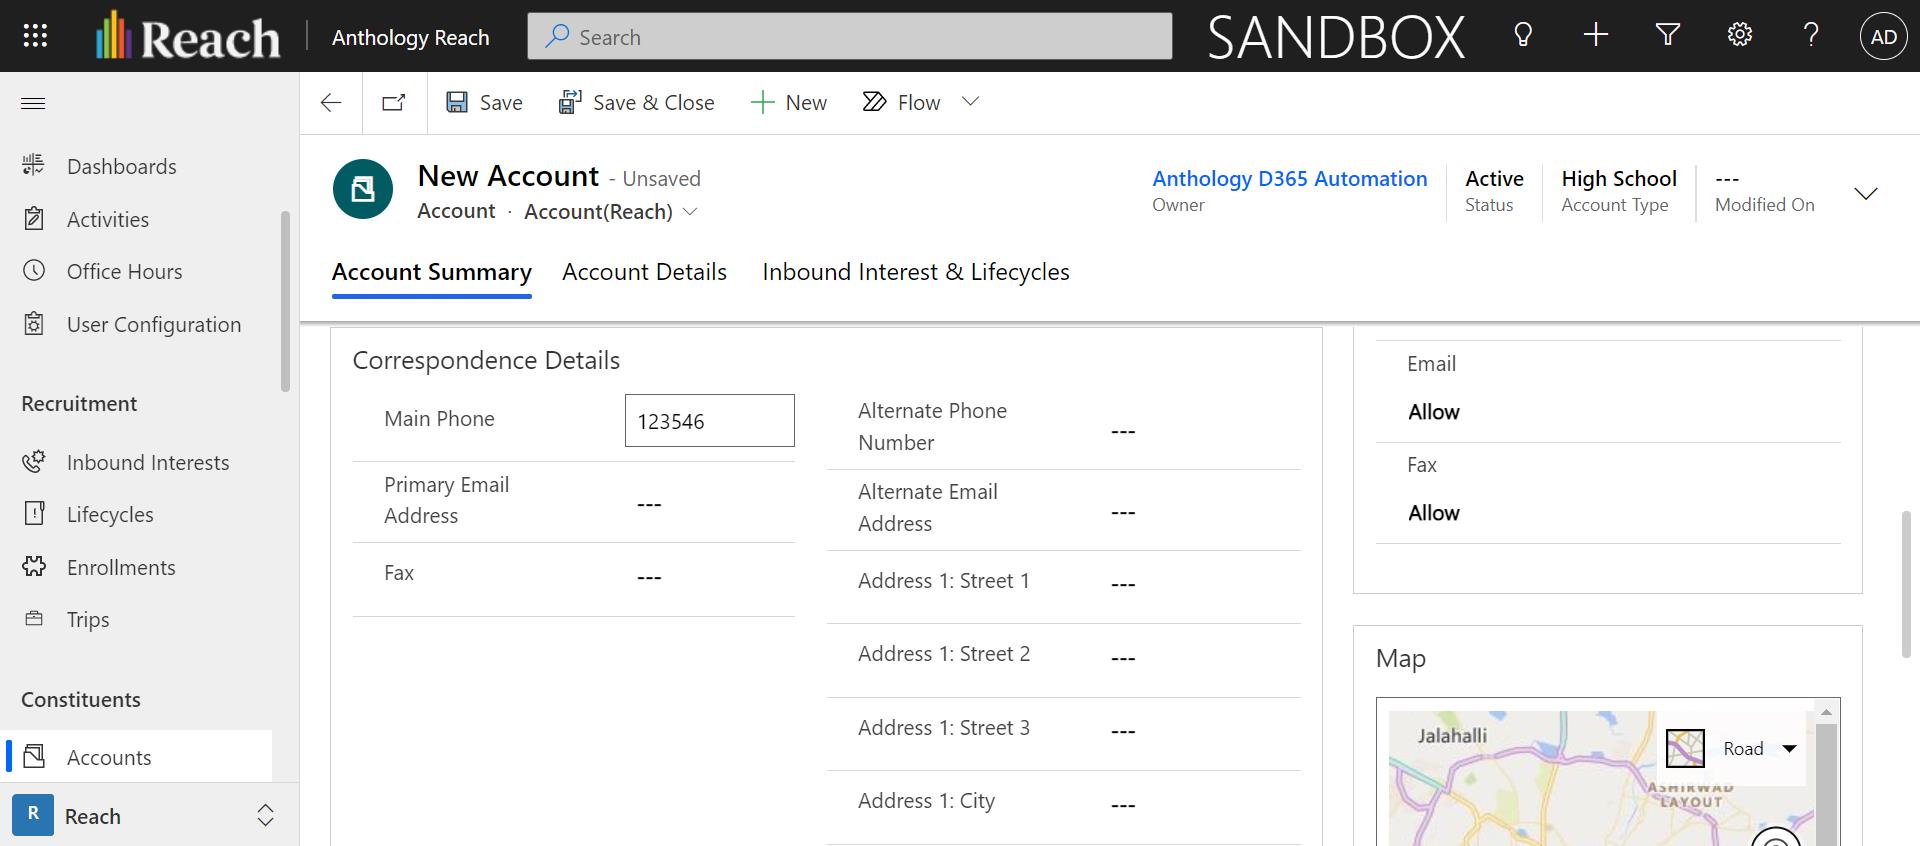 Reach
Anthology Reach
Search
SANDBOX
AD
Save
Save & Close
New
Flow
Dashboards
Activities
Office Hours
User Configuration
Recruitment
Inbound Interests
Lifecycles
Enrollments
Trips
Constituents
Accounts
R
Reach
New Account - Unsaved
Account · Account(Reach)
Anthology D365 Automation
Owner
Active
Status
High School
Account Type
---
Modified On
Account Summary
Account Details
Inbound Interest & Lifecycles
Correspondence Details
Main Phone
123546
Primary Email
Address
---
Fax
---
Alternate Phone
Number
---
Alternate Email
Address
---
Address 1: Street 1
---
Address 1: Street 2
---
Address 1: Street 3
---
Address 1: City
---
Email
Allow
Fax
Allow
Map
Jalahalli
Road
ASHIRWAD
LAYOUT